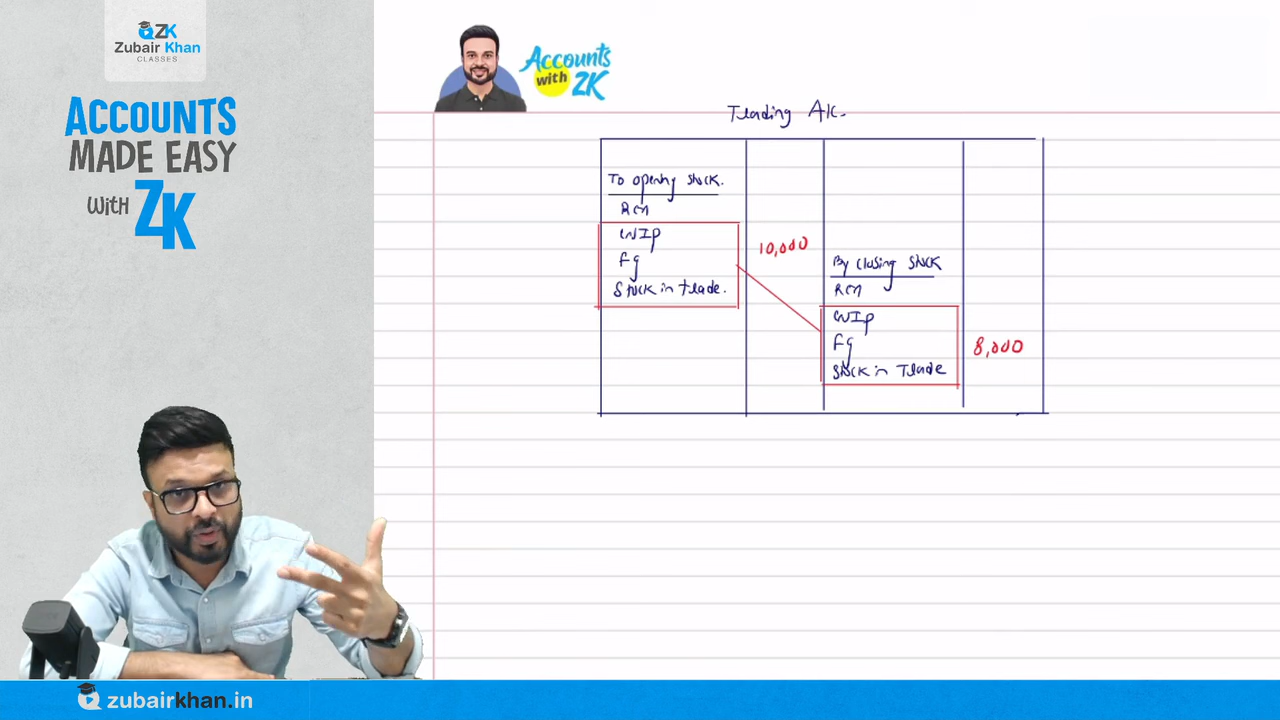 ZK
Zubair Khan
CLASSES
ACCOUNTS
MADE EASY
WITH ZK
Accounts
with ZK
Trading A/c.
To opening stock.
RM
WIP
Fg
Stock in trade.
10,000
By closing stock
RM
WIP
Fg
Stock in Trade
8,000
zubairkhan.in